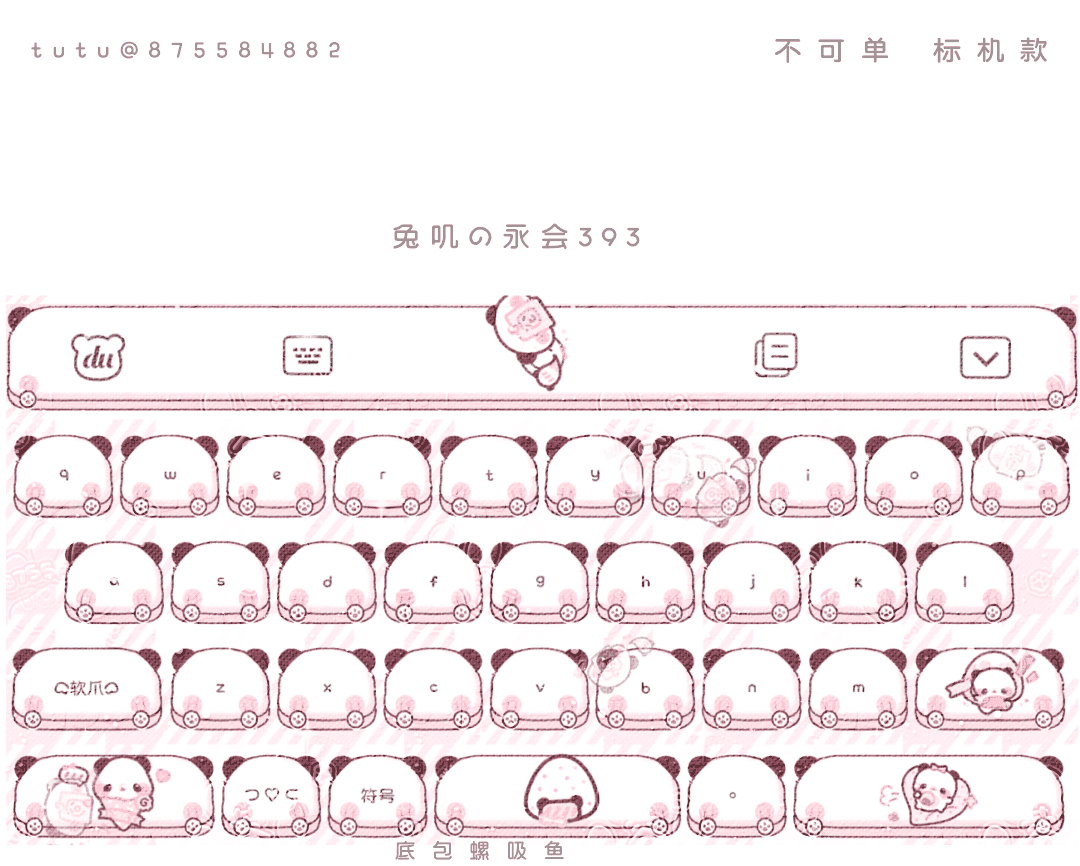 tutu@875584882
不可单 标机款
兔叽の永会393
du
q w e r t y u i o p
a s d f g h j k l
软爪 z x c v b n m
つ♡⊂ 符号 。
底包螺吸鱼